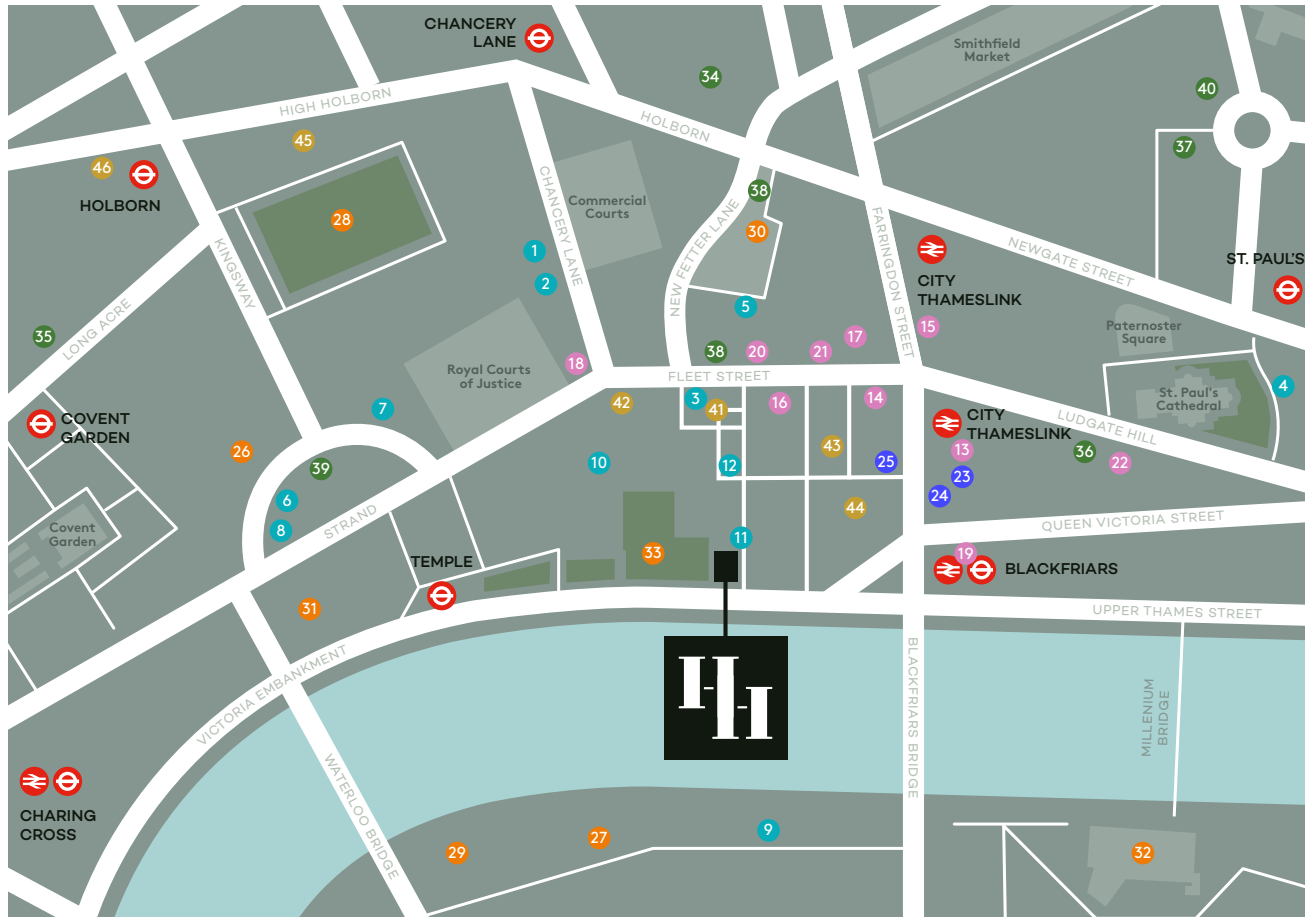 CHANCERY
LANE
34
Smithfield
Market
40
HIGH HOLBORN
HOLBORN
45
37
46
HOLBORN
28
CHANCERY LANE
Commercial
Courts
38
30
NEW FETTER LANE
FARRINGDON STREET
NEWGATE STREET
KINGSWAY
1
2
5
CITY
THAMESLINK
ST. PAUL'S
35
LONG ACRE
18
38
20
21
17
15
Paternoster
Square
Royal Courts
of Justice
FLEET STREET
St. Paul's
Cathedral
4
COVENT
GARDEN
7
42
3
41
16
14
CITY
THAMESLINK
LUDGATE HILL
26
39
10
12
43
25
13
36
22
6
8
STRAND
23
24
44
QUEEN VICTORIA STREET
Covent
Garden
TEMPLE
33
11
19
BLACKFRIARS
31
UPPER THAMES STREET
VICTORIA EMBANKMENT
WATERLOO BRIDGE
BLACKFRIARS BRIDGE
MILLENIUM
BRIDGE
CHARING
CROSS
29
27
9
32